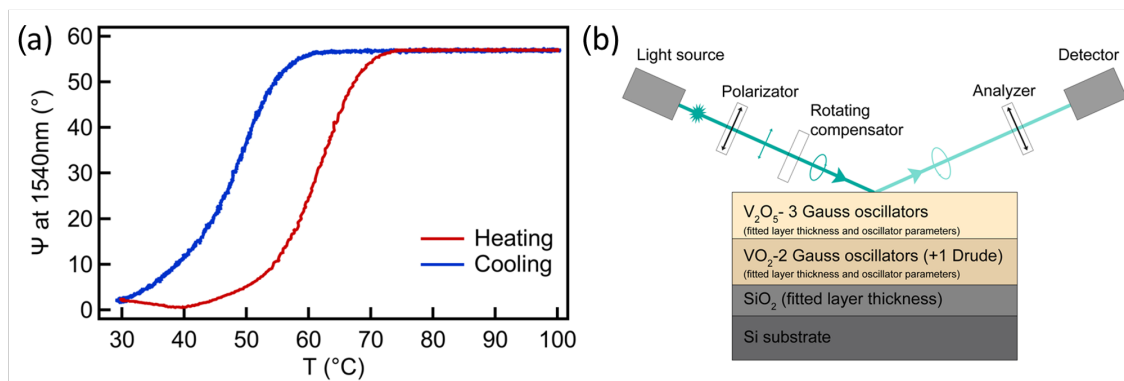 (a)
60
50
40
30
20
10
0
Ψ at 1540nm (°)
Heating
Cooling
30 40 50 60 70 80 90 100
T (°C)
(b)
Light source
Detector
Polarizator
Analyzer
Rotating
compensator
V₂O₅- 3 Gauss oscillators
(fitted layer thickness and oscillator parameters)
VO₂-2 Gauss oscillators (+1 Drude)
(fitted layer thickness and oscillator parameters)
SiO₂ (fitted layer thickness)
Si substrate